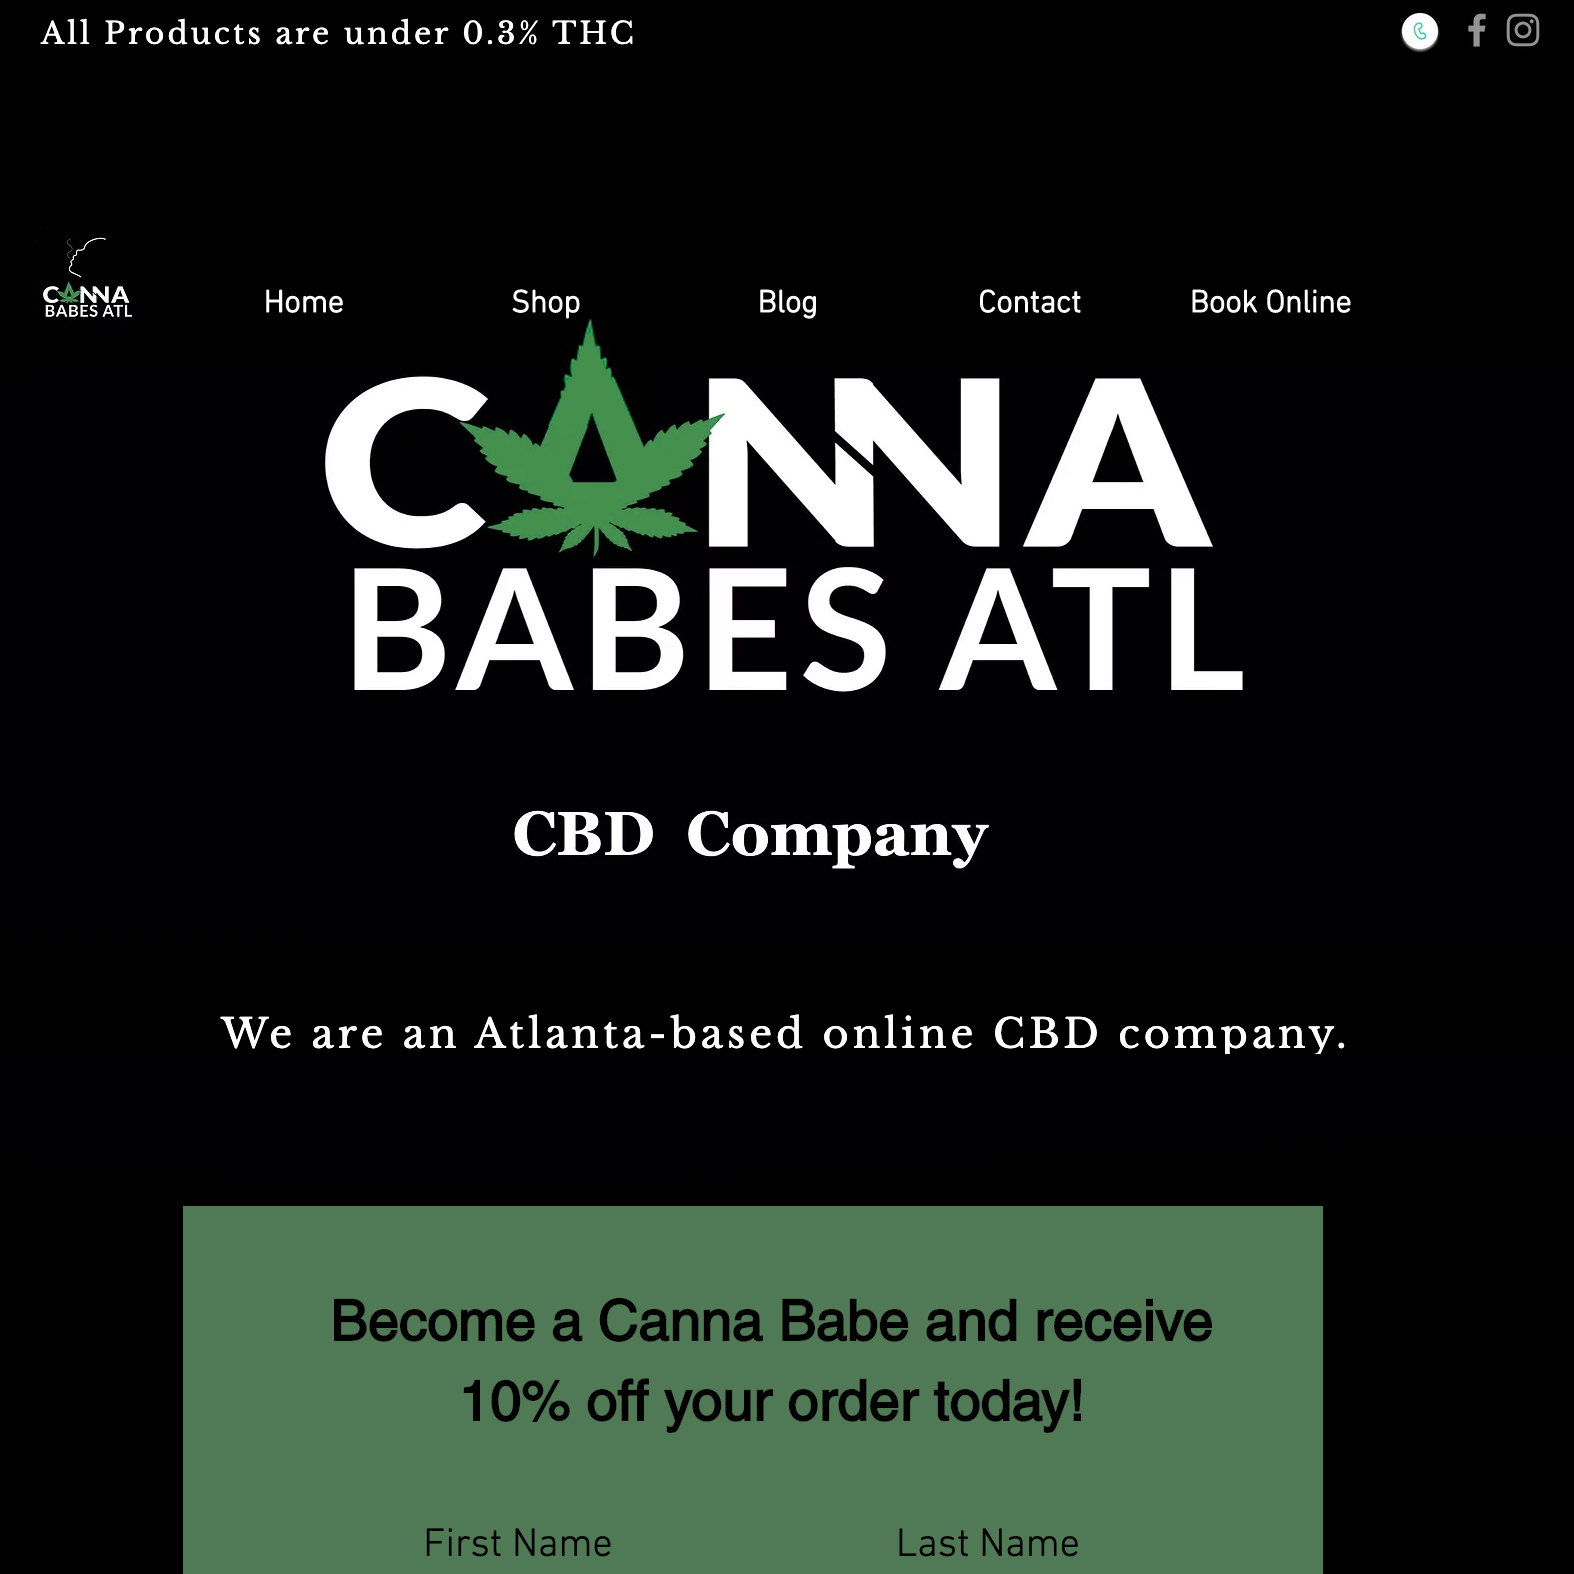 All Products are under 0.3% THC
CANNA
BABES ATL
Home
Shop
Blog
Contact
Book Online
CANNA
BABES ATL
CBD Company
We are an Atlanta-based online CBD company.
Become a Canna Babe and receive
10% off your order today!
First Name
Last Name